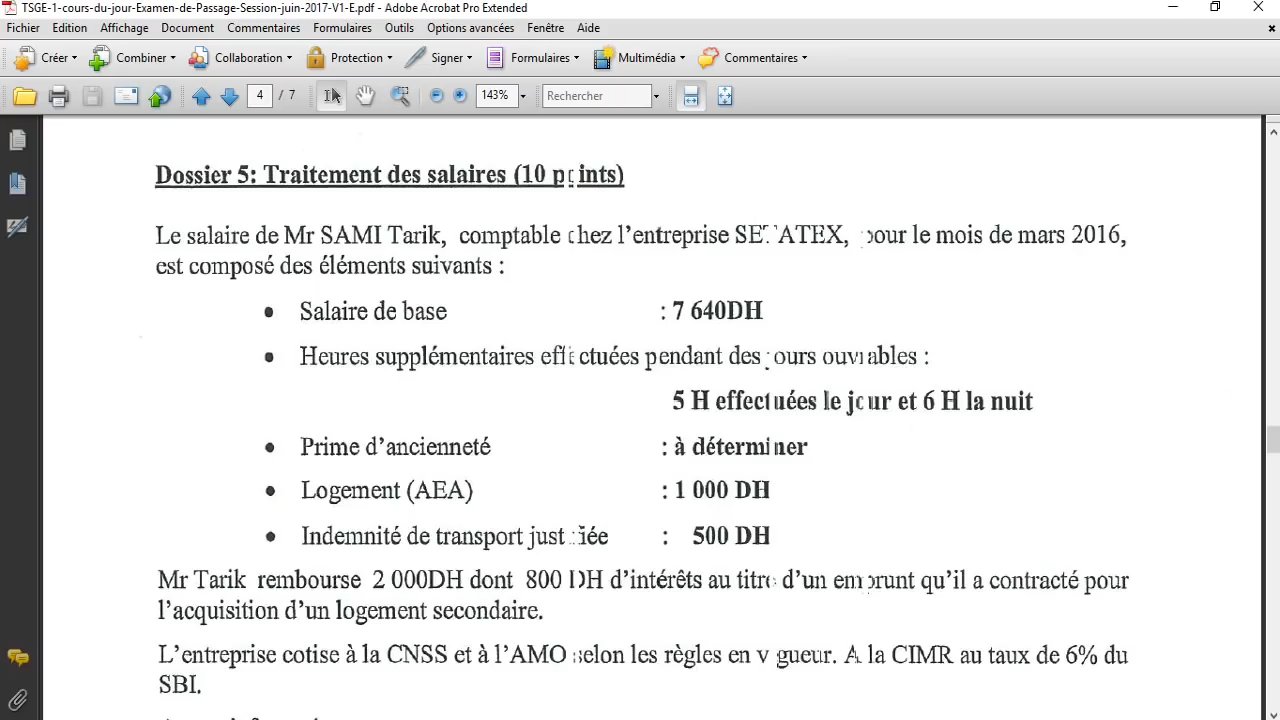 TSGE-1-cours-du-jour-Examen-de-Passage-Session-juin-2017-V1-E.pdf - Adobe Acrobat Pro Extended
Fichier Edition Affichage Document Commentaires Formulaires Outils Options avancées Fenêtre Aide
Créer Combiner Collaboration Protection Signer Formulaires Multimédia Commentaires
4 / 7 143% Rechercher
Dossier 5: Traitement des salaires (10 points)
Le salaire de Mr SAMI Tarik, comptable chez l'entreprise SETATEX, pour le mois de mars 2016,
est composé des éléments suivants :
• Salaire de base : 7 640DH
• Heures supplémentaires effectuées pendant des jours ouvrables :
5 H effectuées le jour et 6 H la nuit
• Prime d'ancienneté : à déterminer
• Logement (AEA) : 1 000 DH
• Indemnité de transport justifiée : 500 DH
Mr Tarik rembourse 2 000DH dont 800 DH d'intérêts au titre d'un emprunt qu'il a contracté pour
l'acquisition d'un logement secondaire.
L'entreprise cotise à la CNSS et à l'AMO selon les règles en vigueur. A la CIMR au taux de 6% du
SBI.